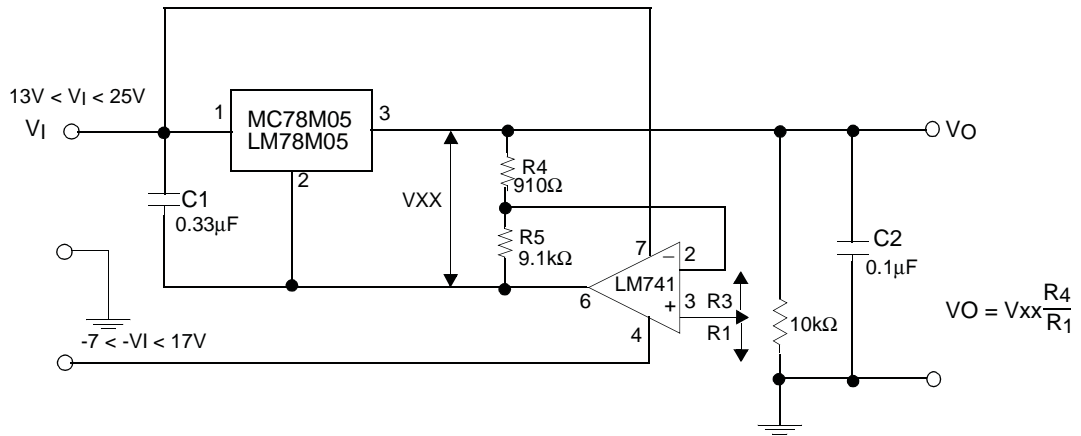 13V < VI < 25V
VI
1
MC78M05
LM78M05
3
2
VO
C1
0.33µF
VXX
R4
910Ω
R5
9.1kΩ
7
–
2
LM741
6
+
3
R3
R1
4
10kΩ
C2
0.1µF
VO = Vxx R4
R1
-7 < -VI < 17V